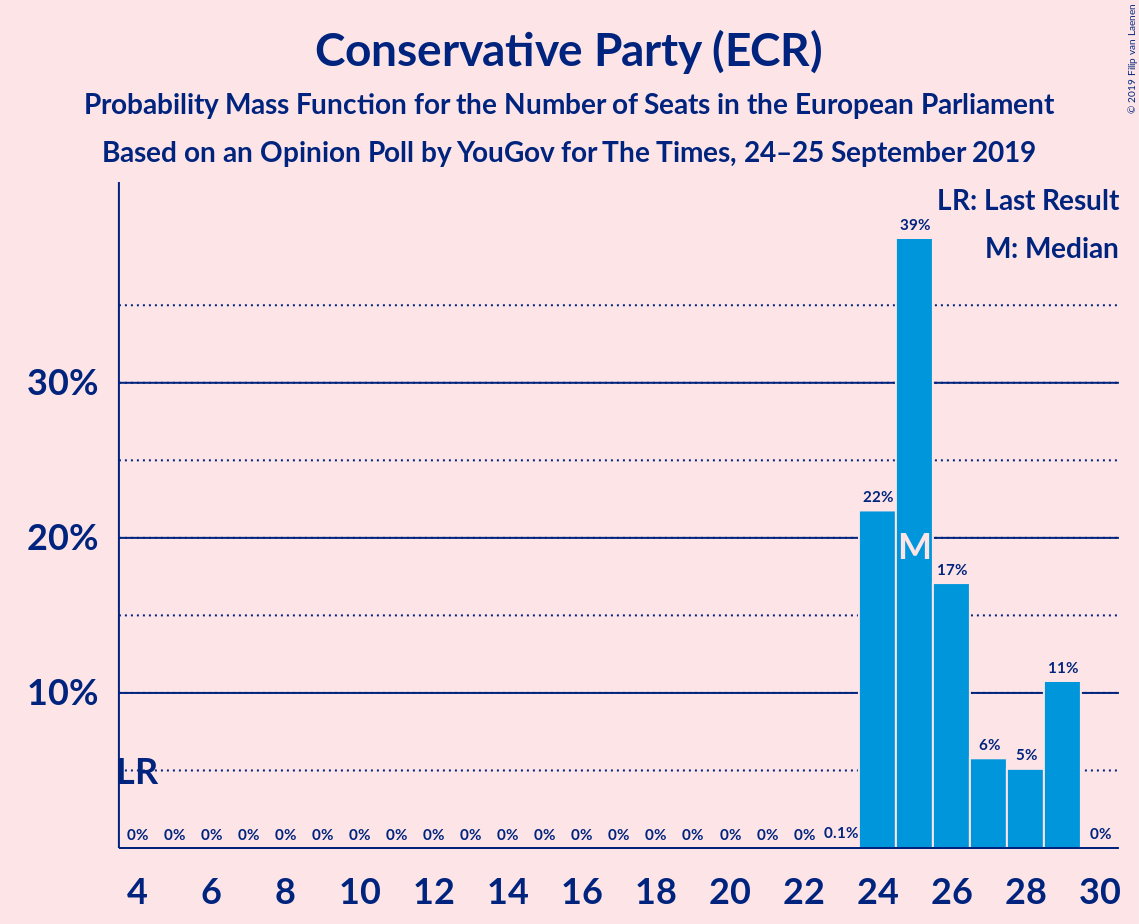 Conservative Party (ECR)
Probability Mass Function for the Number of Seats in the European Parliament
Based on an Opinion Poll by YouGov for The Times, 24–25 September 2019
© 2019 Filip van Laenen
LR: Last Result
M: Median
39%
30%
22%
20%
M
17%
11%
10%
6%
5%
LR
0% 0% 0% 0% 0% 0% 0% 0% 0% 0% 0% 0% 0% 0% 0% 0% 0% 0% 0% 0.1% 0%
4 6 8 10 12 14 16 18 20 22 24 26 28 30